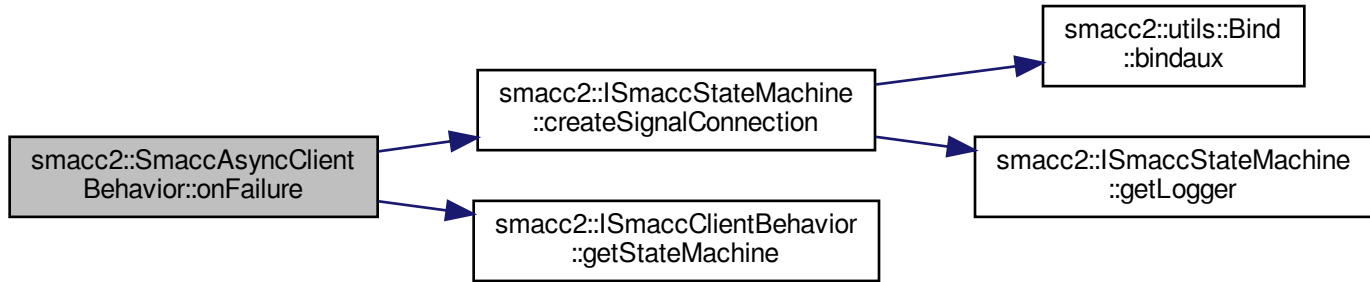 smacc2::SmaccAsyncClient
Behavior::onFailure
smacc2::ISmaccStateMachine
::createSignalConnection
smacc2::ISmaccClientBehavior
::getStateMachine
smacc2::utils::Bind
::bindaux
smacc2::ISmaccStateMachine
::getLogger